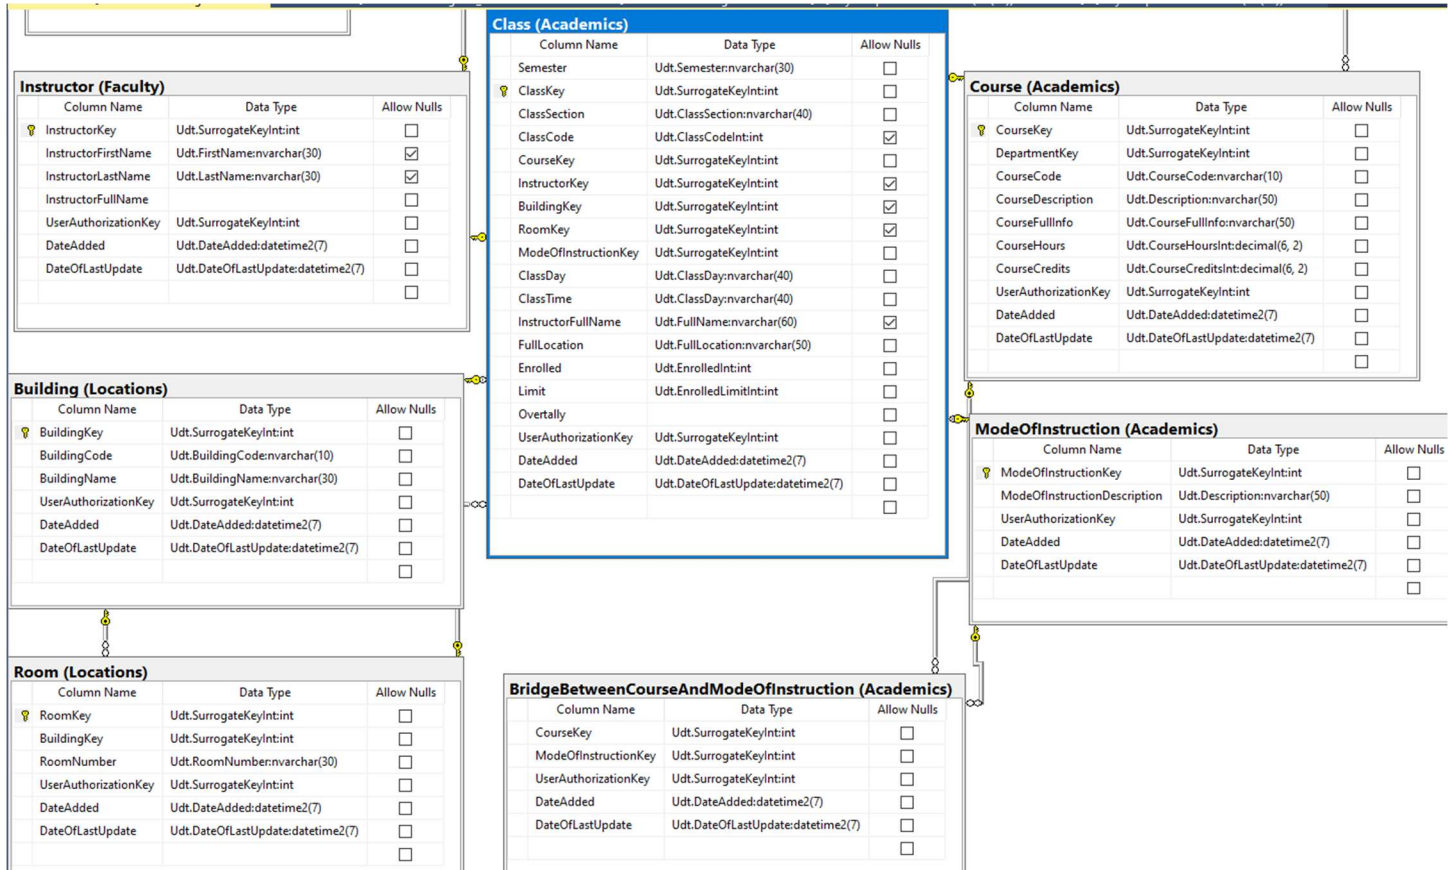 Class (Academics)
Column Name Data Type Allow Nulls
Semester Udt.Semester:nvarchar(30)
ClassKey Udt.SurrogateKeyInt:int
ClassSection Udt.ClassSection:nvarchar(40)
ClassCode Udt.ClassCodeInt:int
CourseKey Udt.SurrogateKeyInt:int
InstructorKey Udt.SurrogateKeyInt:int
BuildingKey Udt.SurrogateKeyInt:int
RoomKey Udt.SurrogateKeyInt:int
ModeOfInstructionKey Udt.SurrogateKeyInt:int
ClassDay Udt.ClassDay:nvarchar(40)
ClassTime Udt.ClassDay:nvarchar(40)
InstructorFullName Udt.FullName:nvarchar(60)
FullLocation Udt.FullLocation:nvarchar(50)
Enrolled Udt.EnrolledInt:int
Limit Udt.EnrolledLimitInt:int
Overtally
UserAuthorizationKey Udt.SurrogateKeyInt:int
DateAdded Udt.DateAdded:datetime2(7)
DateOfLastUpdate Udt.DateOfLastUpdate:datetime2(7)
Instructor (Faculty)
Column Name Data Type Allow Nulls
InstructorKey Udt.SurrogateKeyInt:int
InstructorFirstName Udt.FirstName:nvarchar(30)
InstructorLastName Udt.LastName:nvarchar(30)
InstructorFullName
UserAuthorizationKey Udt.SurrogateKeyInt:int
DateAdded Udt.DateAdded:datetime2(7)
DateOfLastUpdate Udt.DateOfLastUpdate:datetime2(7)
Course (Academics)
Column Name Data Type Allow Nulls
CourseKey Udt.SurrogateKeyInt:int
DepartmentKey Udt.SurrogateKeyInt:int
CourseCode Udt.CourseCode:nvarchar(10)
CourseDescription Udt.Description:nvarchar(50)
CourseFullInfo Udt.CourseFullInfo:nvarchar(50)
CourseHours Udt.CourseHoursInt:decimal(6, 2)
CourseCredits Udt.CourseCreditsInt:decimal(6, 2)
UserAuthorizationKey Udt.SurrogateKeyInt:int
DateAdded Udt.DateAdded:datetime2(7)
DateOfLastUpdate Udt.DateOfLastUpdate:datetime2(7)
Building (Locations)
Column Name Data Type Allow Nulls
BuildingKey Udt.SurrogateKeyInt:int
BuildingCode Udt.BuildingCode:nvarchar(10)
BuildingName Udt.BuildingName:nvarchar(30)
UserAuthorizationKey Udt.SurrogateKeyInt:int
DateAdded Udt.DateAdded:datetime2(7)
DateOfLastUpdate Udt.DateOfLastUpdate:datetime2(7)
ModeOfInstruction (Academics)
Column Name Data Type Allow Nulls
ModeOfInstructionKey Udt.SurrogateKeyInt:int
ModeOfInstructionDescription Udt.Description:nvarchar(50)
UserAuthorizationKey Udt.SurrogateKeyInt:int
DateAdded Udt.DateAdded:datetime2(7)
DateOfLastUpdate Udt.DateOfLastUpdate:datetime2(7)
Room (Locations)
Column Name Data Type Allow Nulls
RoomKey Udt.SurrogateKeyInt:int
BuildingKey Udt.SurrogateKeyInt:int
RoomNumber Udt.RoomNumber:nvarchar(30)
UserAuthorizationKey Udt.SurrogateKeyInt:int
DateAdded Udt.DateAdded:datetime2(7)
DateOfLastUpdate Udt.DateOfLastUpdate:datetime2(7)
BridgeBetweenCourseAndModeOfInstruction (Academics)
Column Name Data Type Allow Nulls
CourseKey Udt.SurrogateKeyInt:int
ModeOfInstructionKey Udt.SurrogateKeyInt:int
UserAuthorizationKey Udt.SurrogateKeyInt:int
DateAdded Udt.DateAdded:datetime2(7)
DateOfLastUpdate Udt.DateOfLastUpdate:datetime2(7)